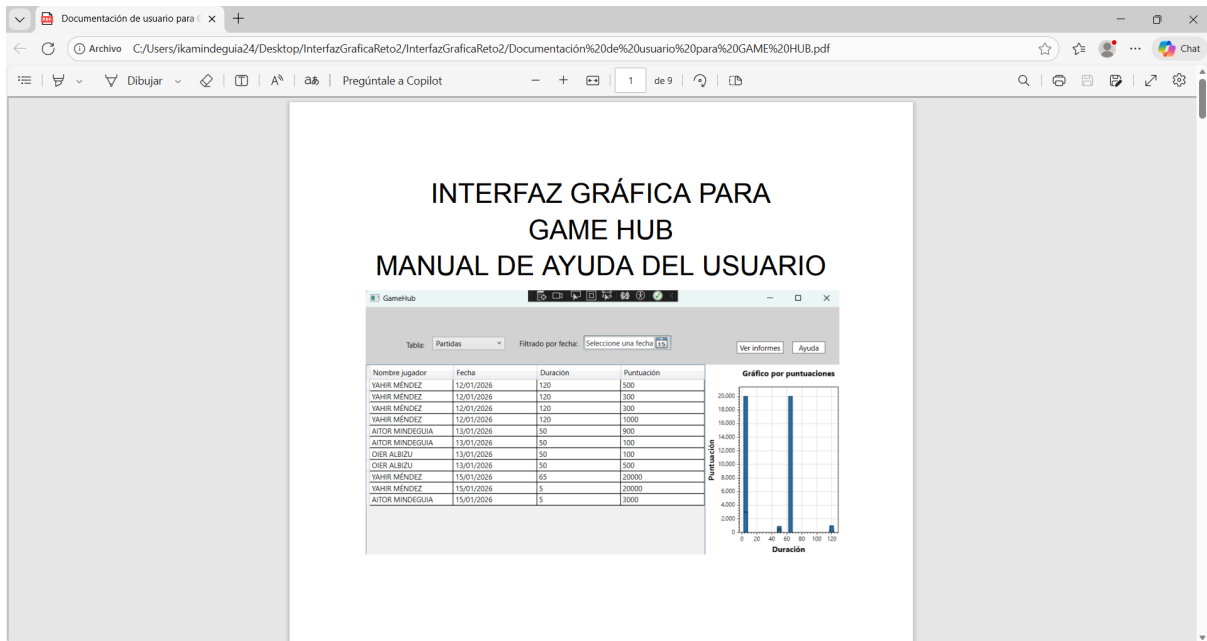 Documentación de usuario para G
Archivo C:/Users/ikamindeguia24/Desktop/InterfazGraficaReto2/InterfazGraficaReto2/Documentación%20de%20usuario%20para%20GAME%20HUB.pdf
Chat
Dibujar
Pregúntale a Copilot
1 de 9
INTERFAZ GRÁFICA PARA
GAME HUB
MANUAL DE AYUDA DEL USUARIO
GameHub
Tabla: Partidas Filtrado por fecha: Seleccione una fecha 15 Ver informes Ayuda
Nombre jugador Fecha Duración Puntuación
YAHIR MÉNDEZ 12/01/2026 120 500
YAHIR MÉNDEZ 12/01/2026 120 300
YAHIR MÉNDEZ 12/01/2026 120 300
YAHIR MÉNDEZ 12/01/2026 120 1000
AITOR MINDEGUIA 13/01/2026 50 900
AITOR MINDEGUIA 13/01/2026 50 100
OIER ALBIZU 13/01/2026 50 100
OIER ALBIZU 13/01/2026 50 500
YAHIR MÉNDEZ 15/01/2026 65 20000
YAHIR MÉNDEZ 15/01/2026 5 20000
AITOR MINDEGUIA 15/01/2026 5 3000
Gráfico por puntuaciones
Puntuación
20.000
18.000
16.000
14.000
12.000
10.000
8.000
6.000
4.000
2.000
0
0 20 40 60 80 100 120
Duración